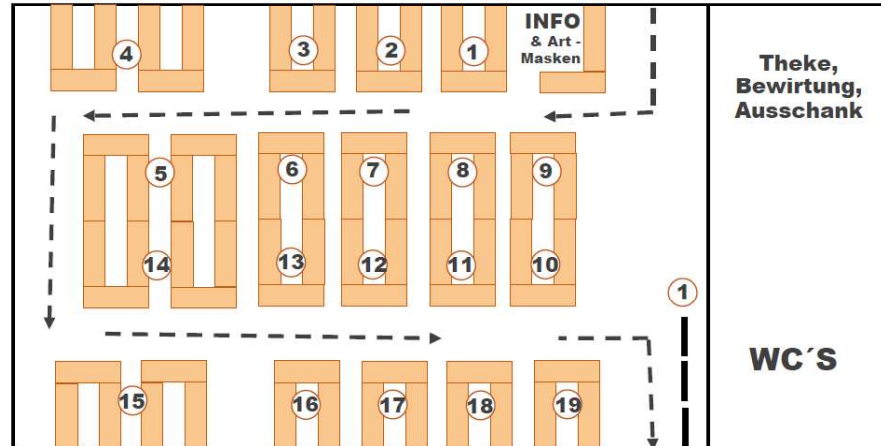 INFO
& Art -
Masken
4
3
2
1
Theke,
Bewirtung,
Ausschank
5
6
7
8
9
14
13
12
11
10
1
WC´S
15
16
17
18
19